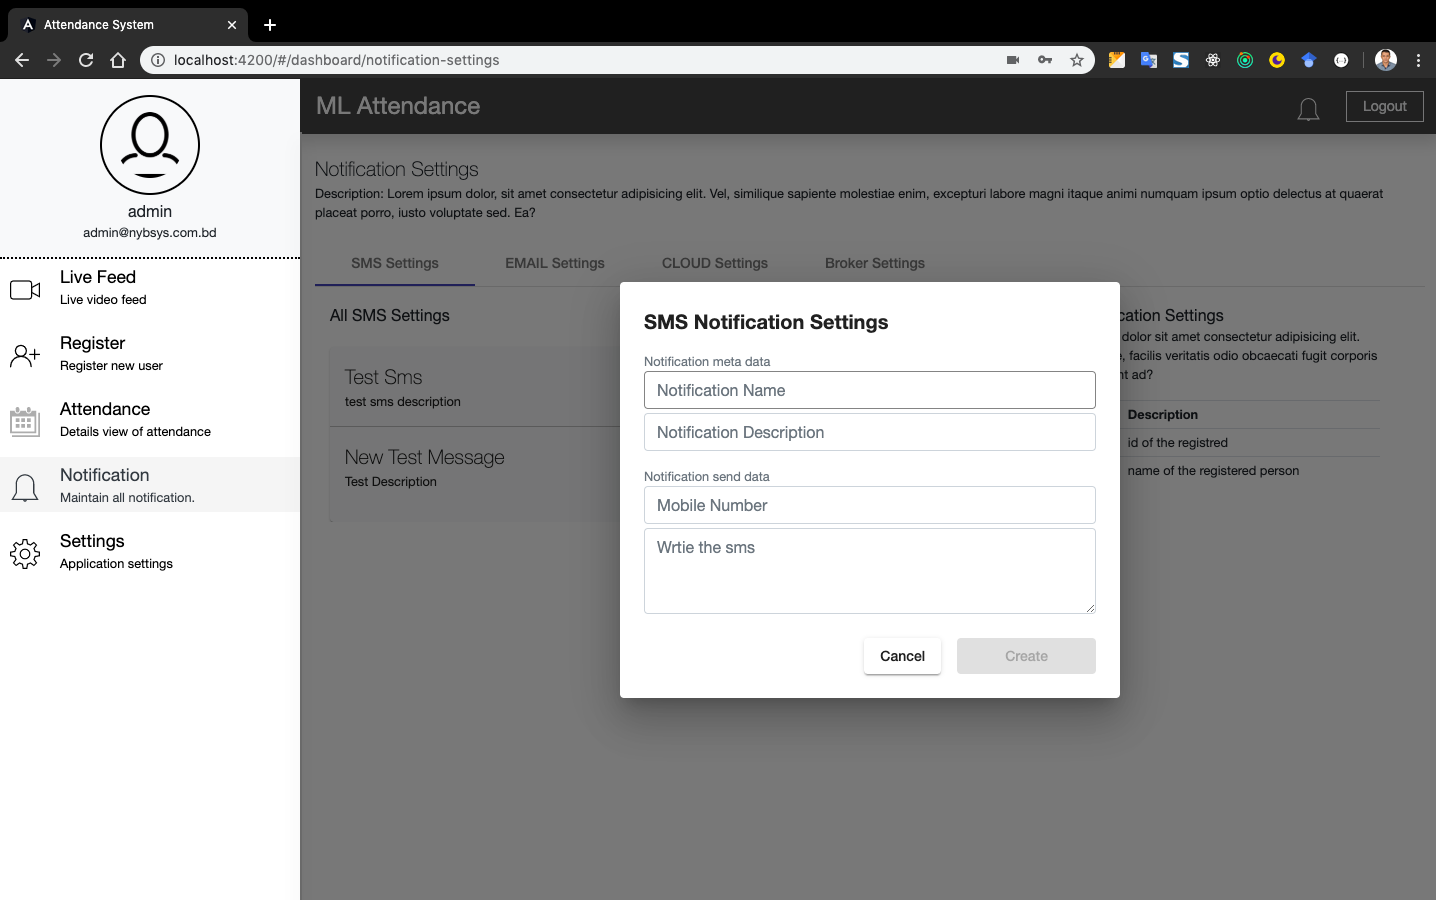 Attendance System
localhost:4200/#/dashboard/notification-settings
admin
admin@nybsys.com.bd
Live Feed
Live video feed
Register
Register new user
Attendance
Details view of attendance
Notification
Maintain all notification.
Settings
Application settings
ML Attendance
Logout
Notification Settings
Description: Lorem ipsum dolor, sit amet consectetur adipisicing elit. Vel, similique sapiente molestiae enim, excepturi labore magni itaque animi numquam ipsum optio delectus at quaerat
placeat porro, iusto voluptate sed. Ea?
SMS Settings
EMAIL Settings
CLOUD Settings
Broker Settings
All SMS Settings
Test Sms
test sms description
New Test Message
Test Description
SMS Notification Settings
Notification meta data
Notification Name
Notification Description
Notification send data
Mobile Number
Wrtie the sms
Cancel
Create
cation Settings
dolor sit amet consectetur adipisicing elit.
, facilis veritatis odio obcaecati fugit corporis
nt ad?
Description
id of the registred
name of the registered person